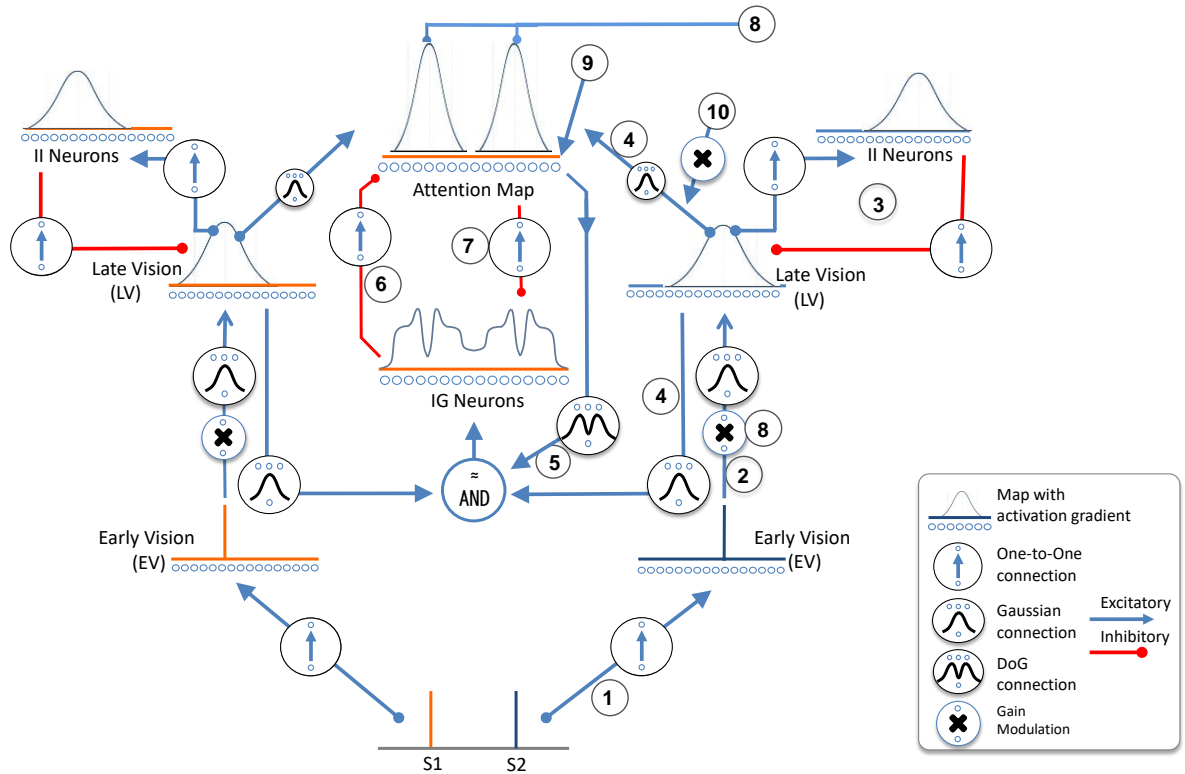 8
9
10
4
II Neurons
II Neurons
Attention Map
3
7
6
Late Vision
(LV)
Late Vision
(LV)
IG Neurons
4
8
5
2
≈
AND
Early Vision
(EV)
Early Vision
(EV)
1
S1
S2
Map with
activation gradient
One-to-One
connection
Gaussian
connection
DoG
connection
Gain
Modulation
Excitatory
Inhibitory